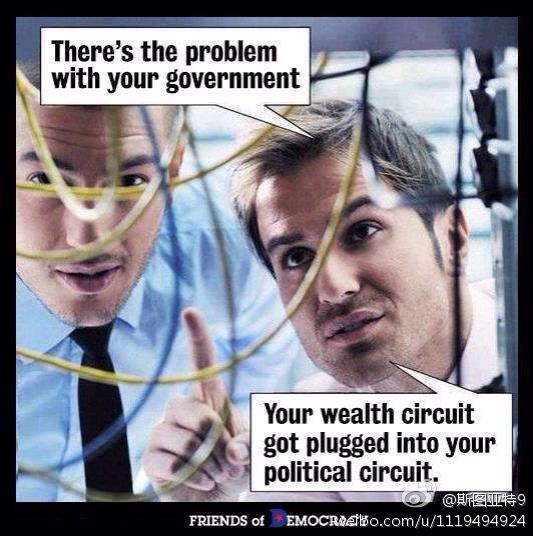 There's the problem
with your government
Your wealth circuit
got plugged into your
political circuit.
FRIENDS of DEMOCRACY
@斯图亚特9
weibo.com/u/1119494924